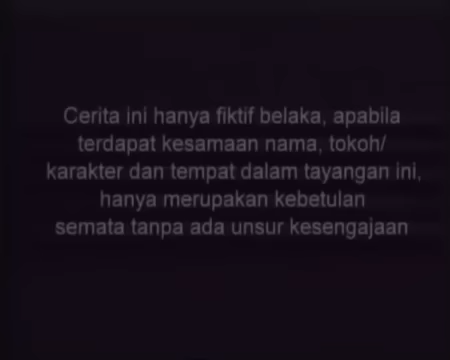 Cerita ini hanya fiktif belaka, apabila
terdapat kesamaan nama, tokoh/
karakter dan tempat dalam tayangan ini,
hanya merupakan kebetulan
semata tanpa ada unsur kesengajaan